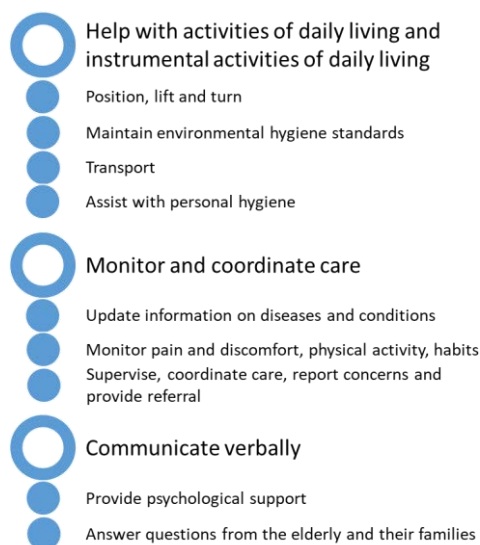 Help with activities of daily living and
instrumental activities of daily living
Position, lift and turn
Maintain environmental hygiene standards
Transport
Assist with personal hygiene
Monitor and coordinate care
Update information on diseases and conditions
Monitor pain and discomfort, physical activity, habits
Supervise, coordinate care, report concerns and
provide referral
Communicate verbally
Provide psychological support
Answer questions from the elderly and their families